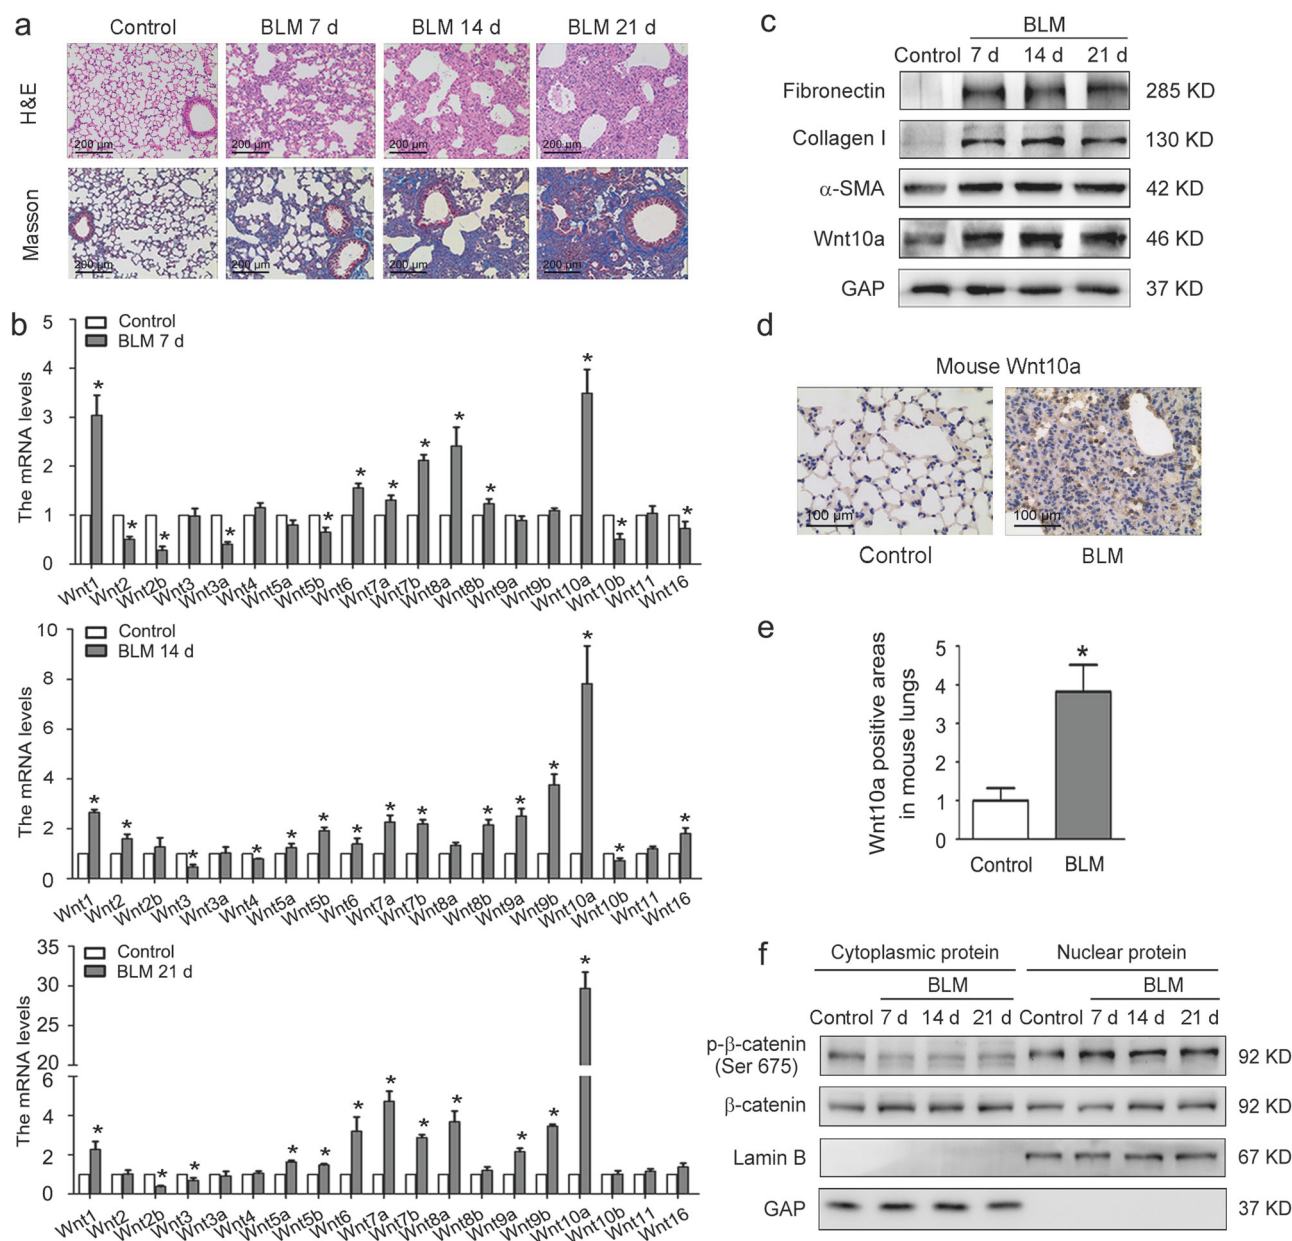 a
Control
BLM 7 d
BLM 14 d
BLM 21 d
H&E
200 µm
200 µm
200 µm
200 µm
Masson
200 µm
200 µm
200 µm
200 µm
b
The mRNA levels
5
4
3
2
1
0
Control
BLM 7 d
* * * * * * * * * * * * *
Wnt1 Wnt2 Wnt2b Wnt3 Wnt3a Wnt4 Wnt5a Wnt5b Wnt6 Wnt7a Wnt7b Wnt8a Wnt8b Wnt9a Wnt9b Wnt10a Wnt10b Wnt11 Wnt16
The mRNA levels
10
8
6
4
2
0
Control
BLM 14 d
* * * * * * * * * * * * * * *
Wnt1 Wnt2 Wnt2b Wnt3 Wnt3a Wnt4 Wnt5a Wnt5b Wnt6 Wnt7a Wnt7b Wnt8a Wnt8b Wnt9a Wnt9b Wnt10a Wnt10b Wnt11 Wnt16
The mRNA levels
35
30
25
20
6
4
2
0
Control
BLM 21 d
* * * * * * * * * * * *
Wnt1 Wnt2 Wnt2b Wnt3 Wnt3a Wnt4 Wnt5a Wnt5b Wnt6 Wnt7a Wnt7b Wnt8a Wnt8b Wnt9a Wnt9b Wnt10a Wnt10b Wnt11 Wnt16
c
BLM
Control 7 d 14 d 21 d
Fibronectin 285 KD
Collagen I 130 KD
α-SMA 42 KD
Wnt10a 46 KD
GAP 37 KD
d
Mouse Wnt10a
100 µm
100 µm
Control
BLM
e
Wnt10a positive areas
in mouse lungs
5
4
3
2
1
0
*
Control
BLM
f
Cytoplasmic protein Nuclear protein
BLM BLM
Control 7 d 14 d 21 d Control 7 d 14 d 21 d
p-β-catenin
(Ser 675) 92 KD
β-catenin 92 KD
Lamin B 67 KD
GAP 37 KD